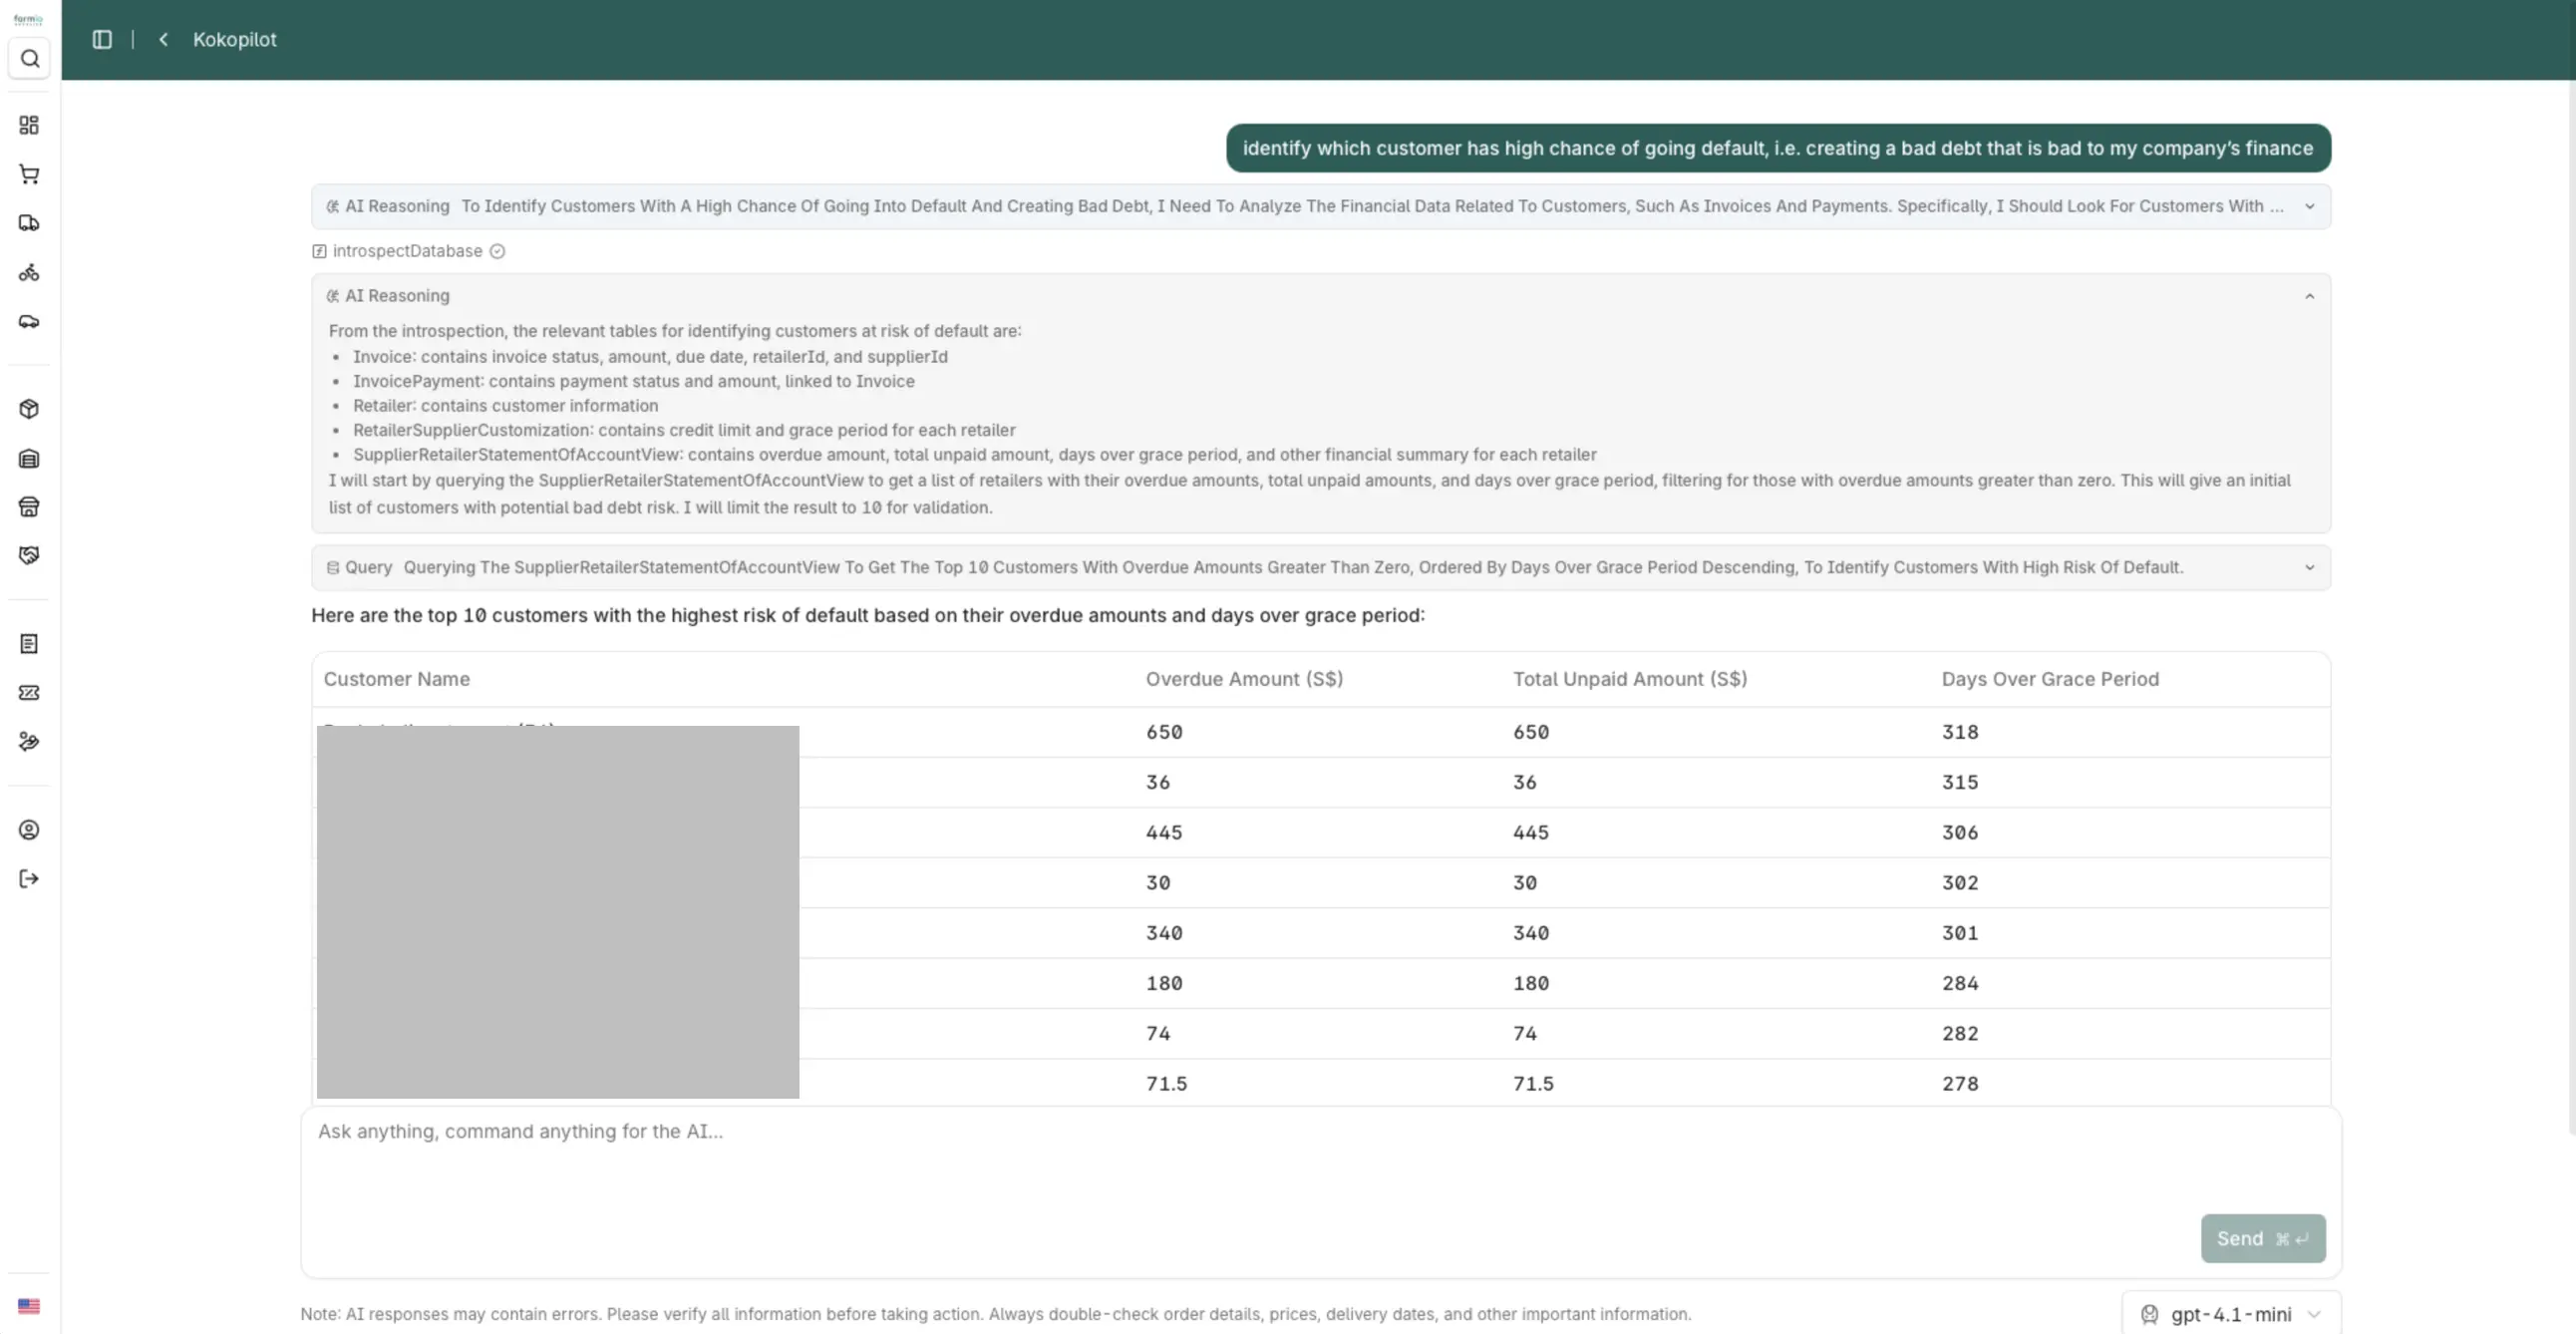 farmio
Kokopilot
identify which customer has high chance of going default, i.e. creating a bad debt that is bad to my company’s finance
AI Reasoning To Identify Customers With A High Chance Of Going Into Default And Creating Bad Debt, I Need To Analyze The Financial Data Related To Customers, Such As Invoices And Payments. Specifically, I Should Look For Customers With ...
introspectDatabase
AI Reasoning
From the introspection, the relevant tables for identifying customers at risk of default are:
• Invoice: contains invoice status, amount, due date, retailerId, and supplierId
• InvoicePayment: contains payment status and amount, linked to Invoice
• Retailer: contains customer information
• RetailerSupplierCustomization: contains credit limit and grace period for each retailer
• SupplierRetailerStatementOfAccountView: contains overdue amount, total unpaid amount, days over grace period, and other financial summary for each retailer
I will start by querying the SupplierRetailerStatementOfAccountView to get a list of retailers with their overdue amounts, total unpaid amounts, and days over grace period, filtering for those with overdue amounts greater than zero. This will give an initial
list of customers with potential bad debt risk. I will limit the result to 10 for validation.
Query Querying The SupplierRetailerStatementOfAccountView To Get The Top 10 Customers With Overdue Amounts Greater Than Zero, Ordered By Days Over Grace Period Descending, To Identify Customers With High Risk Of Default.
Here are the top 10 customers with the highest risk of default based on their overdue amounts and days over grace period:
Customer Name Overdue Amount (S$) Total Unpaid Amount (S$) Days Over Grace Period
650 650 318
36 36 315
445 445 306
30 30 302
340 340 301
180 180 284
74 74 282
71.5 71.5 278
Ask anything, command anything for the AI...
Send ⌘ ↵
Note: AI responses may contain errors. Please verify all information before taking action. Always double-check order details, prices, delivery dates, and other important information.
gpt-4.1-mini